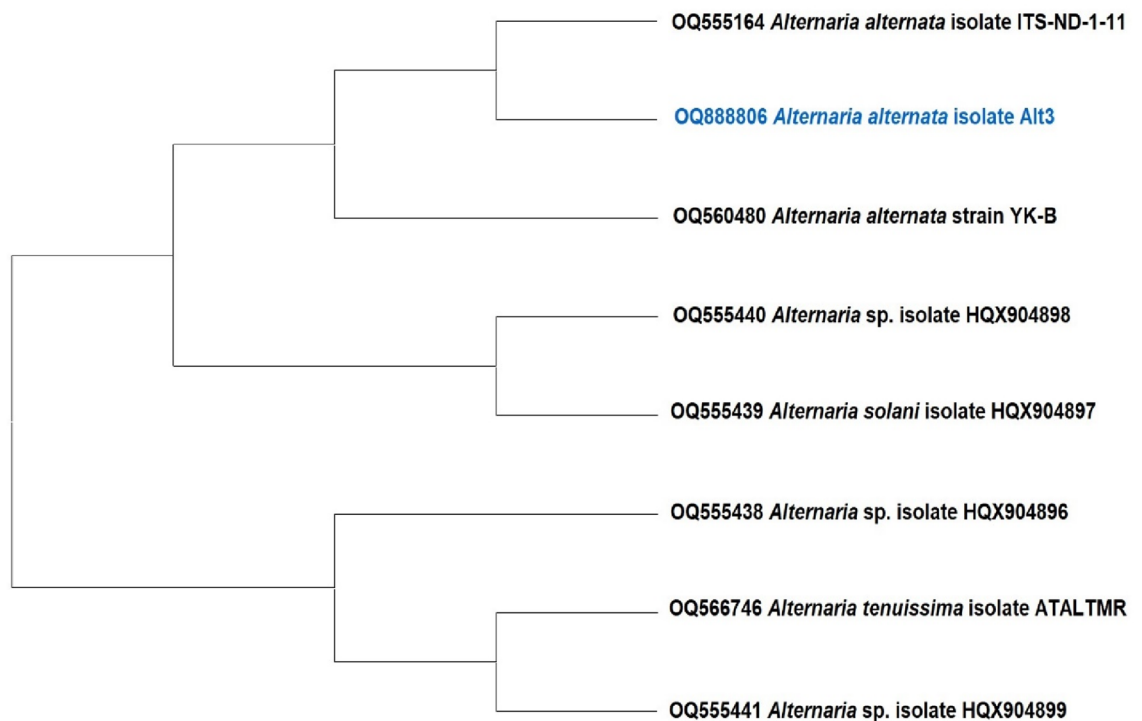 OQ555164 Alternaria alternata isolate ITS-ND-1-11
OQ888806 Alternaria alternata isolate Alt3
OQ560480 Alternaria alternata strain YK-B
OQ555440 Alternaria sp. isolate HQX904898
OQ555439 Alternaria solani isolate HQX904897
OQ555438 Alternaria sp. isolate HQX904896
OQ566746 Alternaria tenuissima isolate ATALTMR
OQ555441 Alternaria sp. isolate HQX904899